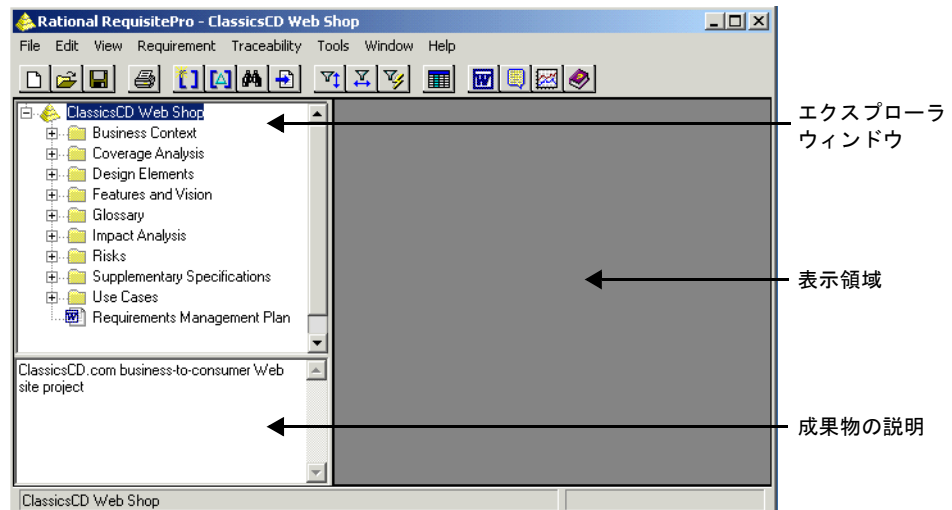 Rational RequisitePro - ClassicsCD Web Shop
File Edit View Requirement Traceability Tools Window Help
ClassicsCD Web Shop
Business Context
Coverage Analysis
Design Elements
Features and Vision
Glossary
Impact Analysis
Risks
Supplementary Specifications
Use Cases
Requirements Management Plan
ClassicsCD.com business-to-consumer Web
site project
ClassicsCD Web Shop
エクスプローラ
ウィンドウ
表示領域
成果物の説明